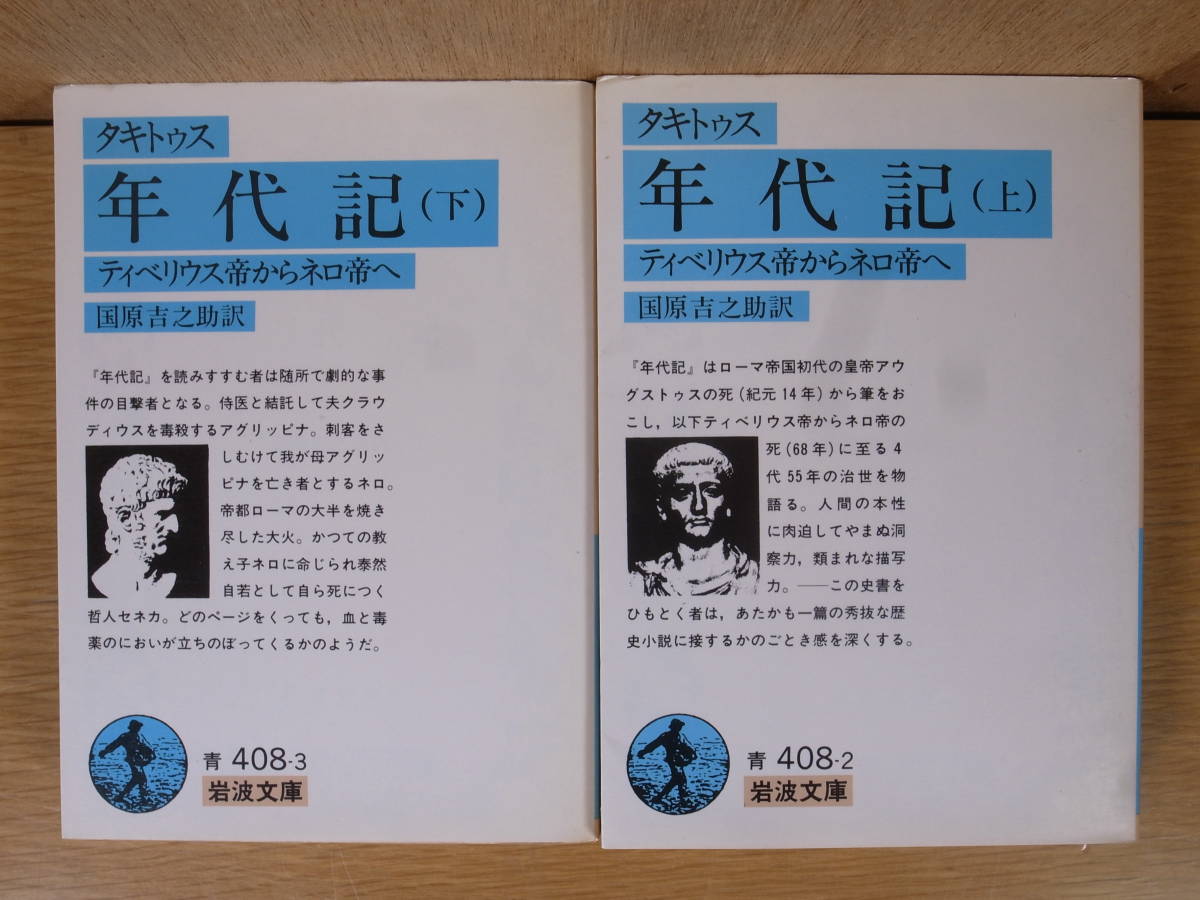 タキトゥス
年代記(下)
ティベリウス帝からネロ帝へ
国原吉之助訳
『年代記』を読みすすむ者は随所で劇的な事
件の目撃者となる。侍医と結託して夫クラウ
ディウスを毒殺するアグリッピナ。刺客をさ
しむけて我が母アグリッ
ピナを亡き者とするネロ。
帝都ローマの大半を焼き
尽した大火。かつての教
え子ネロに命じられ泰然
自若として自ら死につく
哲人セネカ。どのページをくっても,血と毒
薬のにおいが立ちのぼってくるかのようだ。
青 408-3
岩波文庫
タキトゥス
年代記(上)
ティベリウス帝からネロ帝へ
国原吉之助訳
『年代記』はローマ帝国初代の皇帝アウ
グストゥスの死(紀元14年)から筆をお
こし,以下ティベリウス帝からネロ帝の
死(68年)に至る4
代55年の治世を物
語る。人間の本性
に肉迫してやまぬ洞
察力,類まれな描写
力。——この史書を
ひもとく者は,あたかも一篇の秀抜な歴
史小説に接するかのごとき感を深くする。
青 408-2
岩波文庫